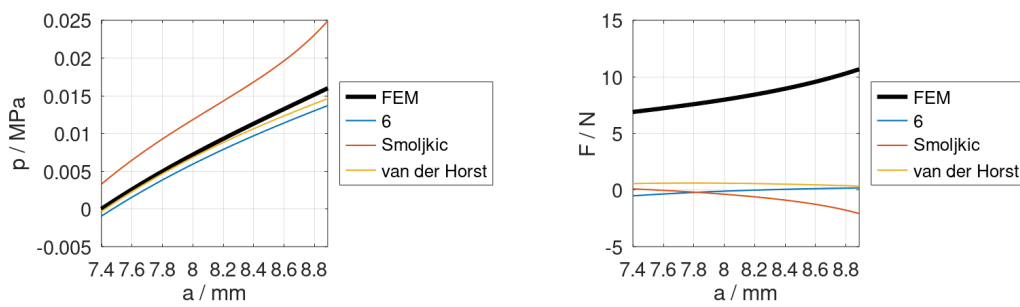 0.025
0.02
0.015
0.01
0.005
0
-0.005
p / MPa
7.4 7.6 7.8 8 8.2 8.4 8.6 8.8
a / mm
FEM
6
Smoljkic
van der Horst
15
10
5
0
-5
F / N
7.4 7.6 7.8 8 8.2 8.4 8.6 8.8
a / mm
FEM
6
Smoljkic
van der Horst